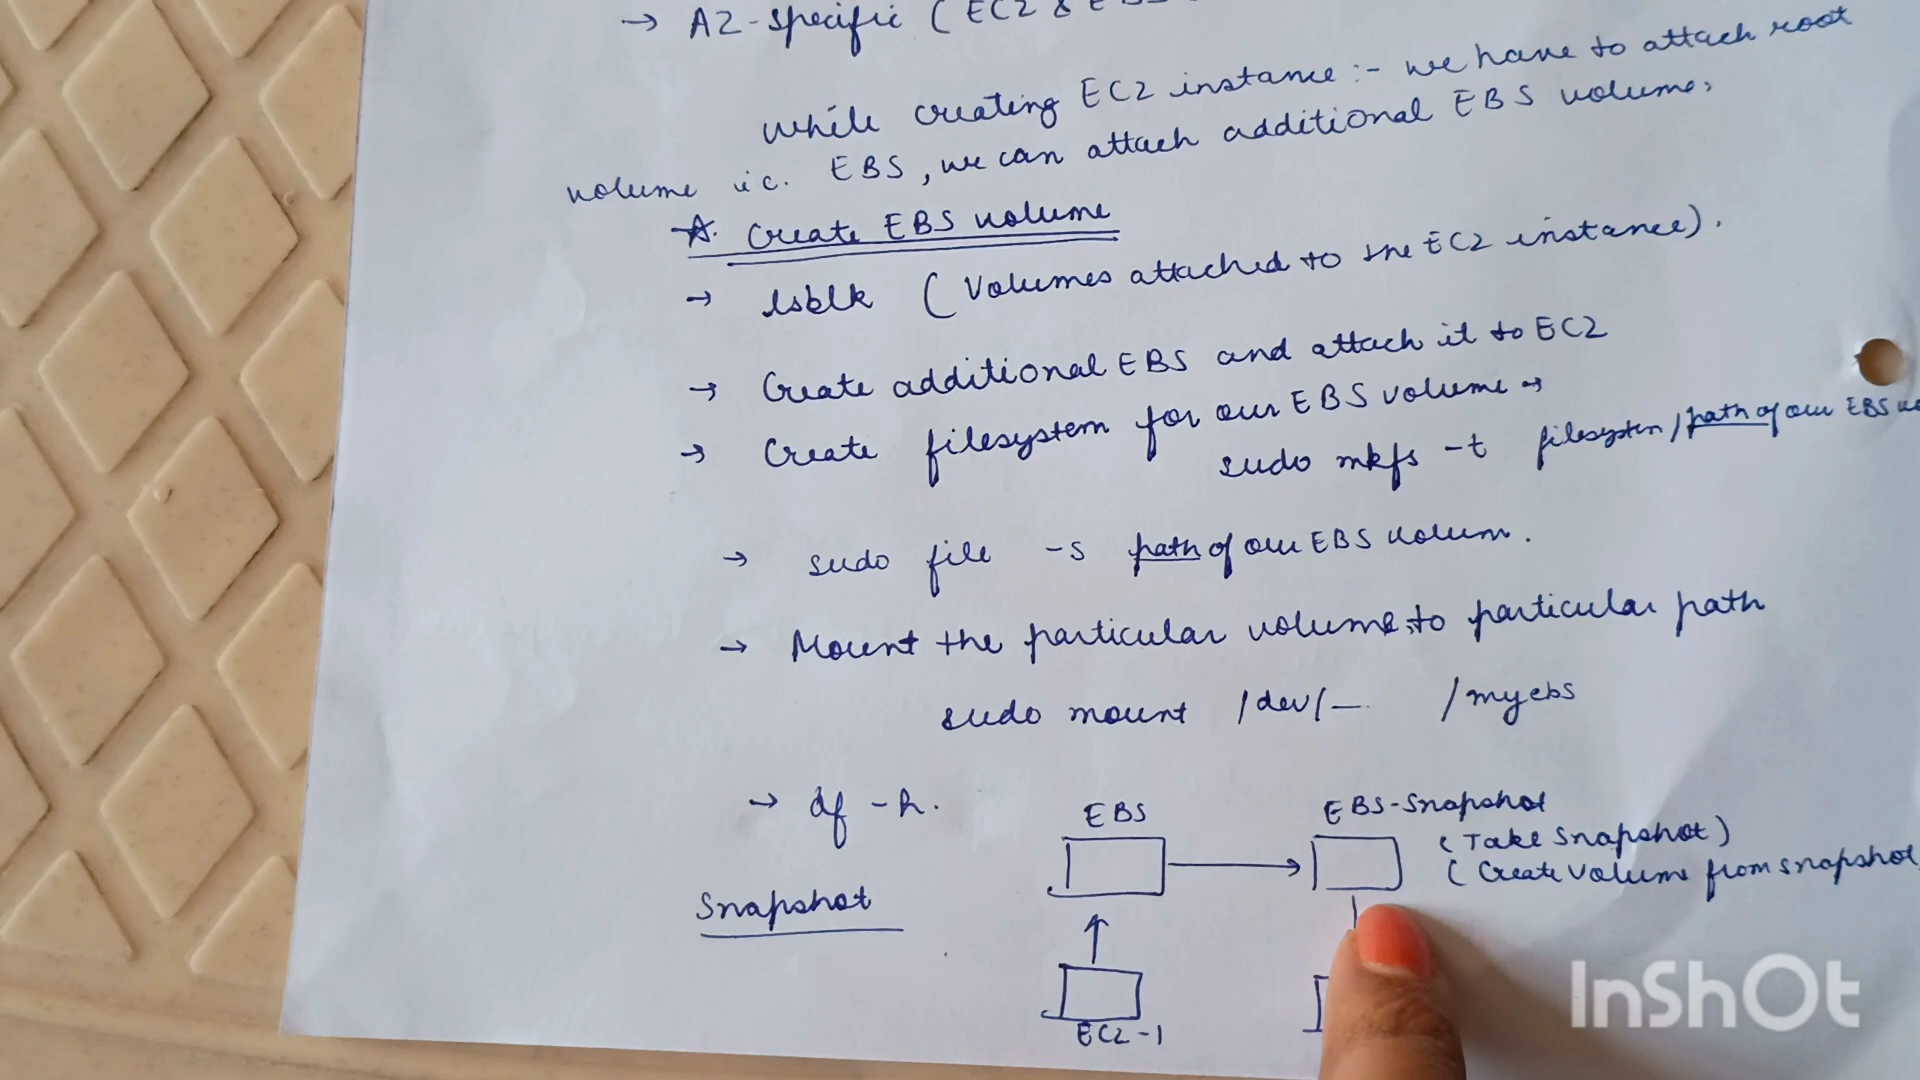 → AZ-specific ( EC2 &
while creating EC2 instance :- we have to attach root
volume i.e. EBS, we can attach additional EBS volume.
A. Create EBS volume
→ lsblk ( Volumes attached to the EC2 instance).
→ Create additional EBS and attach it to EC2
→ Create filesystem for our EBS volume →
sudo mkfs -t filesystem / path of our EBS
→ sudo file -s path of our EBS volum.
→ Mount the particular volume to particular path
sudo mount /dev/— /myebs
→ df -h.
EBS
EBS-Snapshot
( Take Snapshot)
( Create volume from snapshot
Snapshot
EC2-1
InShOt